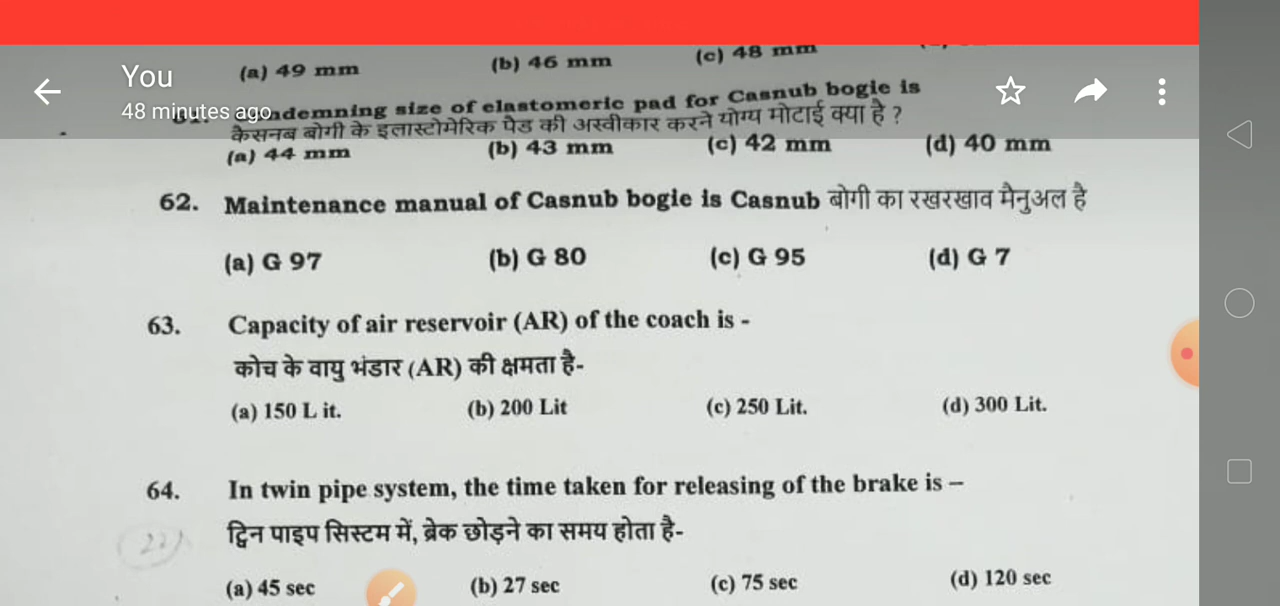 (a) 49 mm (b) 46 mm (c) 48 mm
You
48 minutes ago
size of elastomeric pad for Casnub bogie is
कैसनब बोगी के इलास्टोमेरिक पैड की अस्वीकार करने योग्य मोटाई क्या है ?
(a) 44 mm (b) 43 mm (c) 42 mm (d) 40 mm
62. Maintenance manual of Casnub bogie is Casnub बोगी का रखरखाव मैनुअल है
(a) G 97 (b) G 80 (c) G 95 (d) G 7
63. Capacity of air reservoir (AR) of the coach is -
कोच के वायु भंडार (AR) की क्षमता है-
(a) 150 L it. (b) 200 Lit (c) 250 Lit. (d) 300 Lit.
64. In twin pipe system, the time taken for releasing of the brake is –
ट्विन पाइप सिस्टम में, ब्रेक छोड़ने का समय होता है-
(a) 45 sec (b) 27 sec (c) 75 sec (d) 120 sec